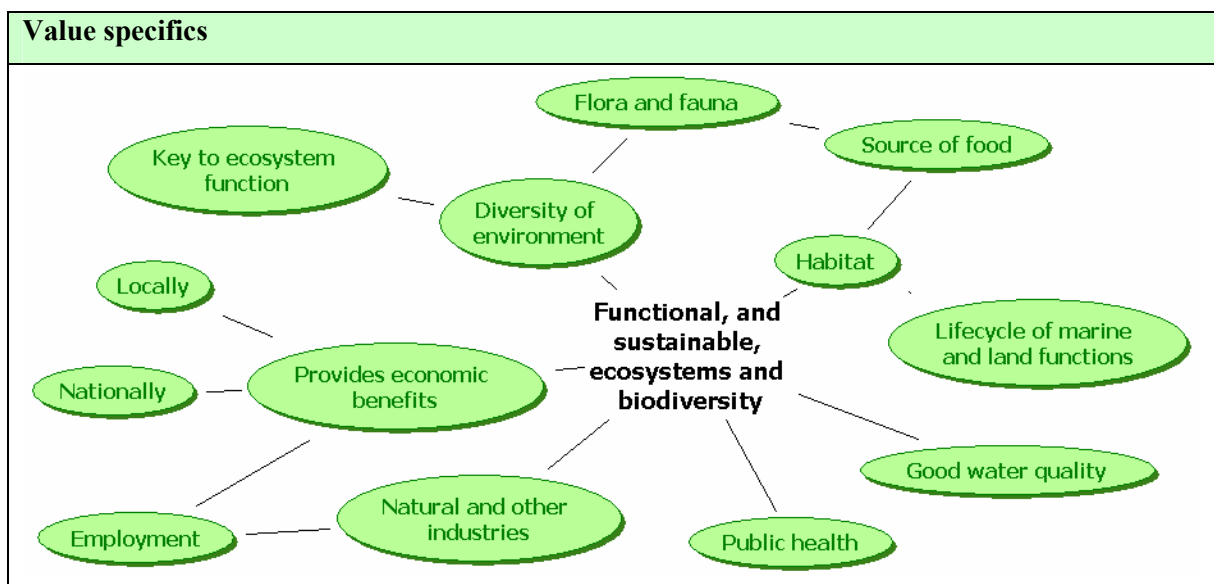 Value specifics
Flora and fauna
Source of food
Key to ecosystem
function
Diversity of
environment
Habitat
Locally
Functional, and
sustainable,
ecosystems and
biodiversity
Lifecycle of marine
and land functions
Nationally
Provides economic
benefits
Good water quality
Natural and other
industries
Employment
Public health